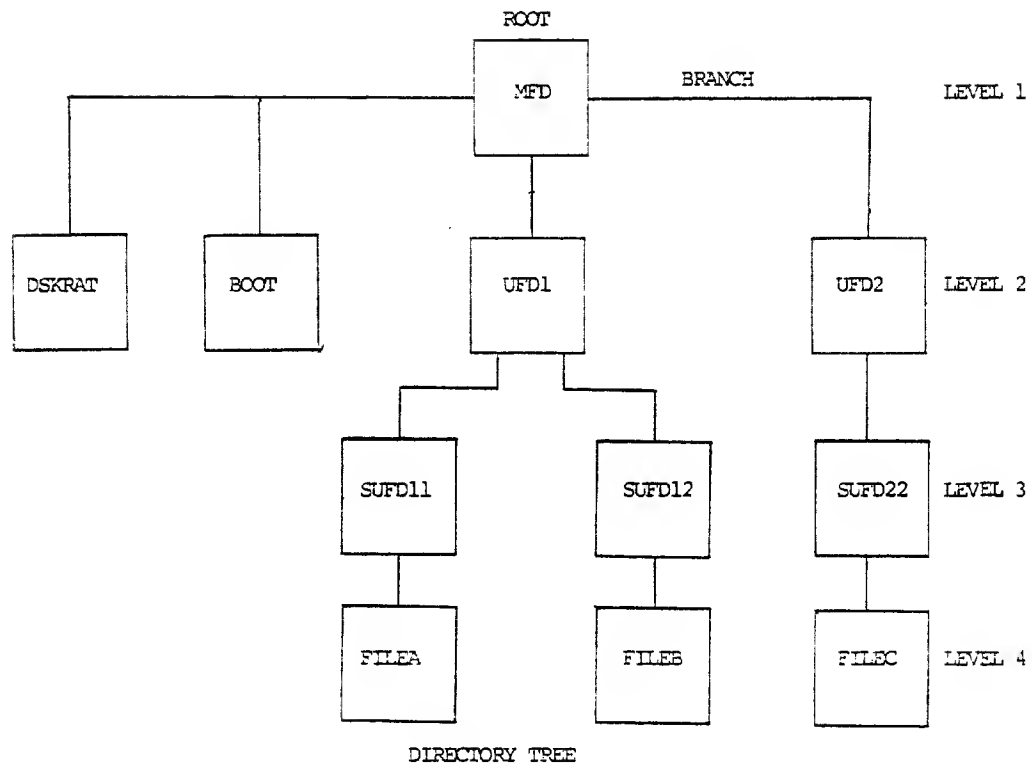 ROOT
MFD
BRANCH
LEVEL 1
DSKRAT
BOOT
UFD1
UFD2
LEVEL 2
SUFD11
SUFD12
SUFD22
LEVEL 3
FILEA
FILEB
FILEC
LEVEL 4
DIRECTORY TREE